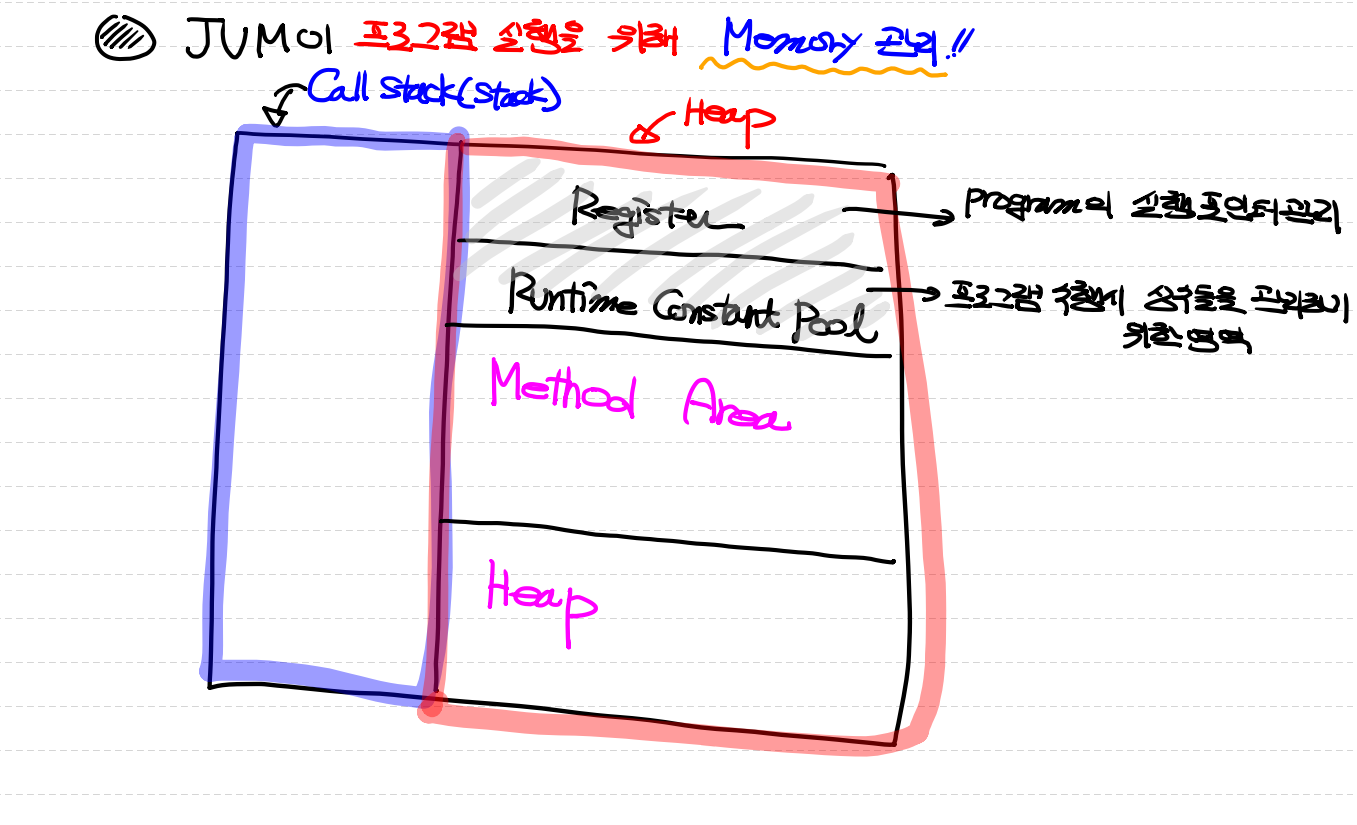 JVM이 프로그램 실행을 위해 Memory 관리!!
Call Stack(Stack)
Heap
Register
Program의 실행포인터관리
Runtime Constant Pool
프로그램 수행시 상수들을 관리하기
위한영역
Method Area
Heap